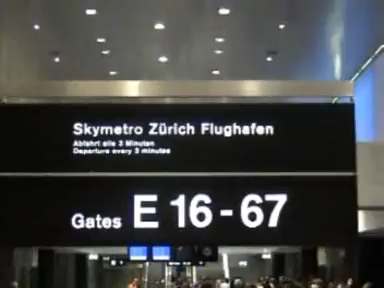 Skymetro Zürich Flughafen
Abfahrt alle 3 Minuten
Departure every 3 minutes
Gates E 16-67